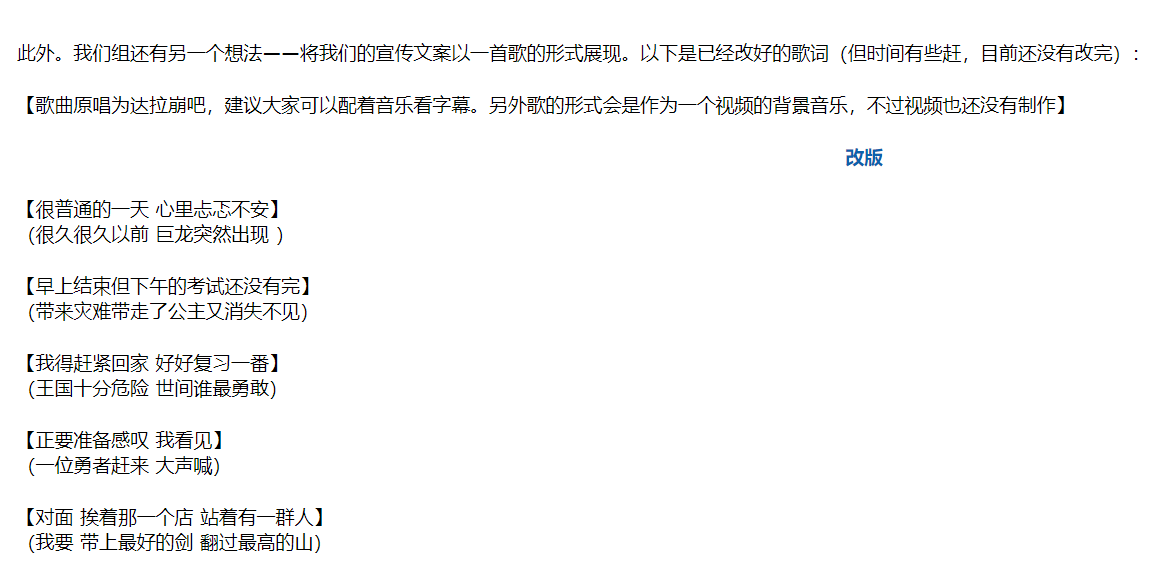 此外。我们组还有另一个想法——将我们的宣传文案以一首歌的形式展现。以下是已经改好的歌词（但时间有些赶，目前还没有改完）：
【歌曲原唱为达拉崩吧，建议大家可以配着音乐看字幕。另外歌的形式会是作为一个视频的背景音乐，不过视频也还没有制作】
改版
【很普通的一天 心里忐忑不安】
（很久很久以前 巨龙突然出现 ）
【早上结束但下午的考试还没有完】
（带来灾难带走了公主又消失不见）
【我得赶紧回家 好好复习一番】
（王国十分危险 世间谁最勇敢）
【正要准备感叹 我看见】
（一位勇者赶来 大声喊）
【对面 挨着那一个店 站着有一群人】
（我要 带上最好的剑 翻过最高的山）